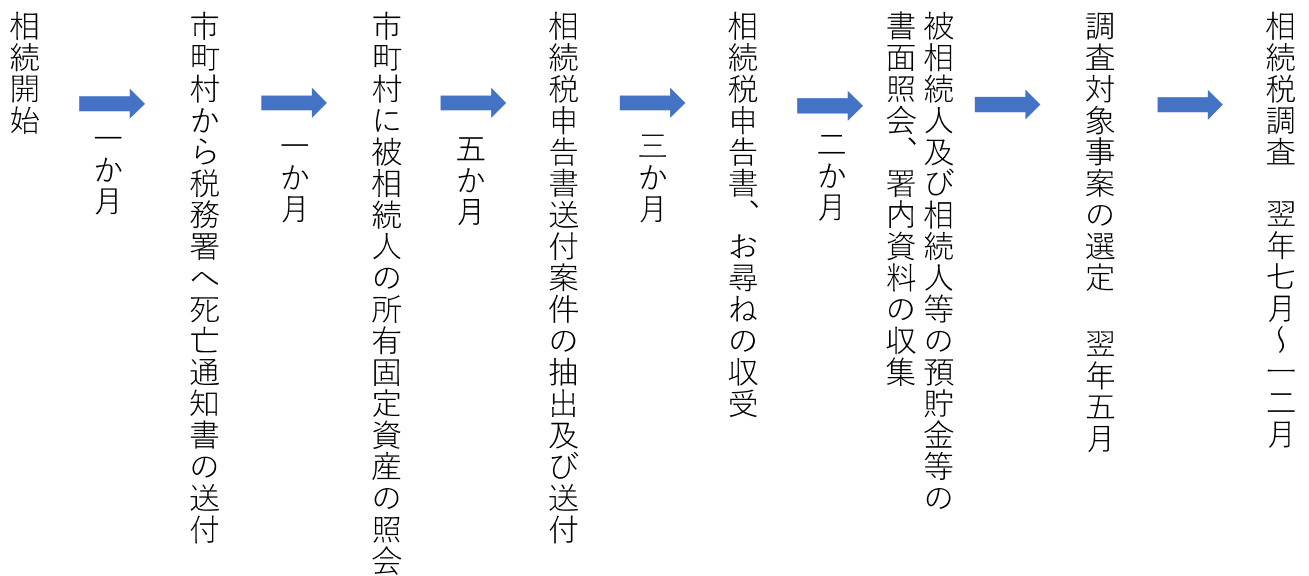 相続開始
一か月
市町村から税務署へ死亡通知書の送付
一か月
市町村に被相続人の所有固定資産の照会
五か月
相続税申告書送付案件の抽出及び送付
三か月
相続税申告書、お尋ねの収受
二か月
被相続人及び相続人等の預貯金等の
書面照会、署内資料の収集
調査対象事案の選定　翌年五月
相続税調査　翌年七月～一二月